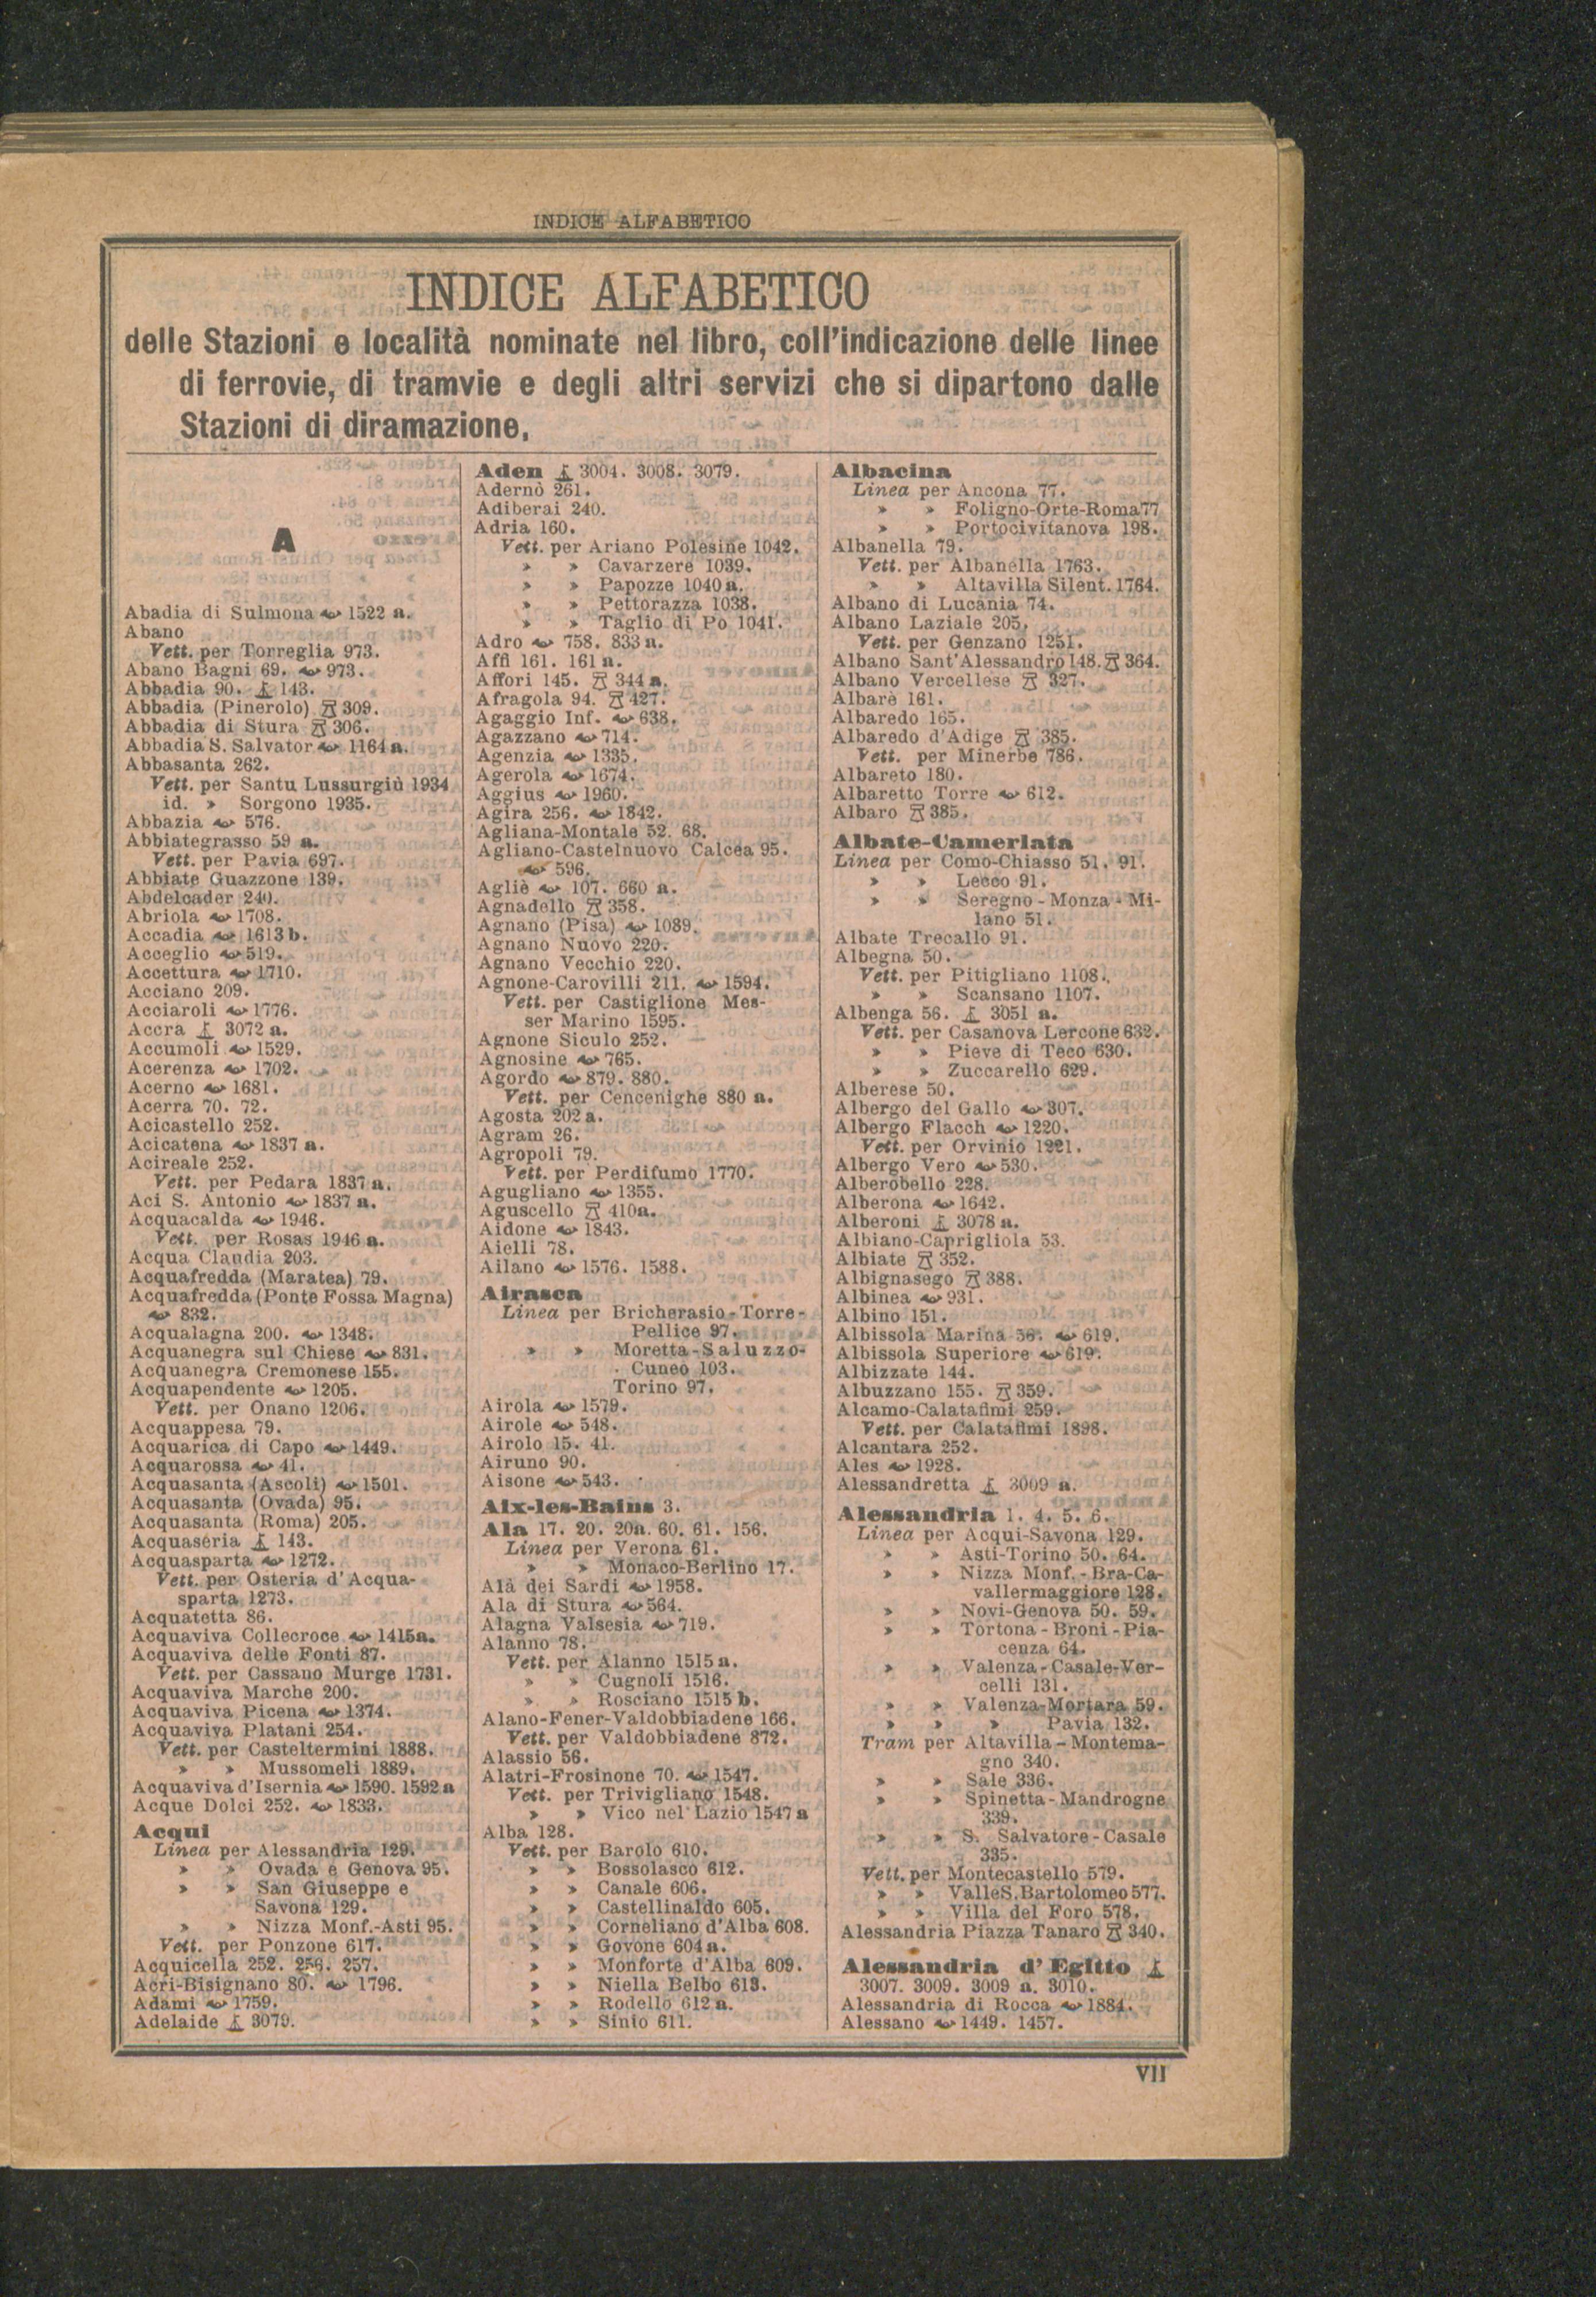 INDICE ALFABETICO
INDICE ALFABETICO
delle Stazioni e località nominate nel libro, coll'indicazione delle linee
di ferrovie, di tramvie e degli altri servizi che si dipartono dalle
Stazioni di diramazione.
A
Abadia di Sulmona 1522 a.
Abano
Vett. per Torreglia 973.
Abano Bagni 69. 973.
Abbadia 90. 143.
Abbadia (Pinerolo) 309.
Abbadia di Stura 306.
Abbadia S. Salvator 1164 a.
Abbasanta 262.
Vett. per Santu Lussurgiù 1934
id. » Sorgono 1935.
Abbazia 576.
Abbiategrasso 59 a.
Vett. per Pavia 697.
Abbiate Guazzone 139.
Abdelcader 240.
Abriola 1708.
Accadia 1613 b.
Acceglio 519.
Accettura 1710.
Acciano 209.
Acciaroli 1776.
Accra 3072 a.
Accumoli 1529.
Acerenza 1702.
Acerno 1681.
Acerra 70. 72.
Acicastello 252.
Acicatena 1837 a.
Acireale 252.
Vett. per Pedara 1837 a.
Aci S. Antonio 1837 a.
Acquacalda 1946.
Vett. per Rosas 1946 a.
Acqua Claudia 203.
Acquafredda (Maratea) 79.
Acquafredda (Ponte Fossa Magna)
832.
Acqualagna 200. 1348.
Acquanegra sul Chiese 831.
Acquanegra Cremonese 155.
Acquapendente 1205.
Vett. per Onano 1206.
Acquappesa 79.
Acquarica di Capo 1449.
Acquarossa 41.
Acquasanta (Ascoli) 1501.
Acquasanta (Ovada) 95.
Acquasanta (Roma) 205.
Acquaseria 143.
Acquasparta 1272.
Vett. per Osteria d'Acqua-
sparta 1273.
Acquatetta 86.
Acquaviva Collecroce 1415a.
Acquaviva delle Fonti 87.
Vett. per Cassano Murge 1731.
Acquaviva Marche 200.
Acquaviva Picena 1374.
Acquaviva Platani 254.
Vett. per Casteltermini 1888.
» » Mussomeli 1889.
Acquaviva d'Isernia 1590. 1592 a
Acque Dolci 252. 1833.
Acqui
Linea per Alessandria 129.
» » Ovada e Genova 95.
» » San Giuseppe e
Savona 129.
» » Nizza Monf.-Asti 95.
Vett. per Ponzone 617.
Acquicella 252. 256. 257.
Acri-Bisignano 80. 1796.
Adami 1759.
Adelaide 3079.
Aden 3004. 3008. 3079.
Adernò 261.
Adiberai 240.
Adria 160.
Vett. per Ariano Polesine 1042.
» » Cavarzere 1039.
» » Papozze 1040 a.
» » Pettorazza 1038.
» » Taglio di Po 1041.
Adro 758. 833 a.
Affi 161. 161 a.
Affori 145. 344 a.
Afragola 94. 427.
Agaggio Inf. 638.
Agazzano 714.
Agenzia 1335.
Agerola 1674.
Aggius 1960.
Agira 256. 1842.
Agliana-Montale 52. 68.
Agliano-Castelnuovo Calcea 95.
596.
Agliè 107. 660 a.
Agnadello 358.
Agnano (Pisa) 1089.
Agnano Nuovo 220.
Agnano Vecchio 220.
Agnone-Carovilli 211. 1594.
Vett. per Castiglione Mes-
ser Marino 1595.
Agnone Siculo 252.
Agnosine 765.
Agordo 879. 880.
Vett. per Cencenighe 880 a.
Agosta 202 a.
Agram 26.
Agropoli 79.
Vett. per Perdifumo 1770.
Agugliano 1355.
Aguscello 410a.
Aidone 1843.
Aielli 78.
Ailano 1576. 1588.
Airasca
Linea per Bricherasio-Torre-
Pellice 97.
» » Moretta-Saluzzo-
Cuneo 103.
Torino 97.
Airola 1579.
Airole 548.
Airolo 15. 41.
Airuno 90.
Aisone 543.
Aix-les-Bains 3.
Ala 17. 20. 20a. 60. 61. 156.
Linea per Verona 61.
» » Monaco-Berlino 17.
Alà dei Sardi 1958.
Ala di Stura 564.
Alagna Valsesia 719.
Alanno 78.
Vett. per Alanno 1515 a.
» » Cugnoli 1516.
» » Rosciano 1515 b.
Alano-Fener-Valdobbiadene 166.
Vett. per Valdobbiadene 872.
Alassio 56.
Alatri-Frosinone 70. 1547.
Vett. per Trivigliano 1548.
» » Vico nel Lazio 1547 a
Alba 128.
Vett. per Barolo 610.
» » Bossolasco 612.
» » Canale 606.
» » Castellinaldo 605.
» » Corneliano d'Alba 608.
» » Govone 604 a.
» » Monforte d'Alba 609.
» » Niella Belbo 613.
» » Rodello 612 a.
» » Sinio 611.
Albacina
Linea per Ancona 77.
» » Foligno-Orte-Roma 77
» » Portocivitanova 198.
Albanella 79.
Vett. per Albanella 1763.
» » Altavilla Silent. 1764.
Albano di Lucania 74.
Albano Laziale 205.
Vett. per Genzano 1251.
Albano Sant'Alessandro 148. 364.
Albano Vercellese 327.
Albarè 161.
Albaredo 165.
Albaredo d'Adige 385.
Vett. per Minerbe 786.
Albareto 180.
Albaretto Torre 612.
Albaro 385.
Albate-Camerlata
Linea per Como-Chiasso 51. 91.
» » Lecco 91.
» » Seregno - Monza - Mi-
lano 51.
Albate Trecallo 91.
Albegna 50.
Vett. per Pitigliano 1108.
» » Scansano 1107.
Albenga 56. 3051 a.
Vett. per Casanova Lercone 632.
» » Pieve di Teco 630.
» » Zuccarello 629.
Alberese 50.
Albergo del Gallo 307.
Albergo Flacch 1220.
Vett. per Orvinio 1221.
Albergo Vero 530.
Alberobello 228.
Alberona 1642.
Alberoni 3078 a.
Albiano-Caprigliola 53.
Albiate 352.
Albignasego 388.
Albinea 931.
Albino 151.
Albissola Marina 56. 619.
Albissola Superiore 619.
Albizzate 144.
Albuzzano 155. 359.
Alcamo-Calatafimi 259.
Vett. per Calatafimi 1898.
Alcantara 252.
Ales 1928.
Alessandretta 3009 a.
Alessandria 1. 4. 5. 6.
Linea per Acqui-Savona 129.
» » Asti-Torino 50. 64.
» » Nizza Monf. - Bra-Ca-
vallermaggiore 128.
» » Novi-Genova 50. 59.
» » Tortona - Broni - Pia-
cenza 64.
» » Valenza-Casale-Ver-
celli 131.
» » Valenza-Mortara 59.
» » » Pavia 132.
Tram per Altavilla - Montema-
gno 340.
» » Sale 336.
» » Spinetta - Mandrogne
339.
» » S. Salvatore - Casale
335.
Vett. per Montecastello 579.
» » Valle S. Bartolomeo 577.
» » Villa del Foro 578.
Alessandria Piazza Tanaro 340.
Alessandria d'Egitto
3007. 3009. 3009 a. 3010.
Alessandria di Rocca 1884.
Alessano 1449. 1457.
VII